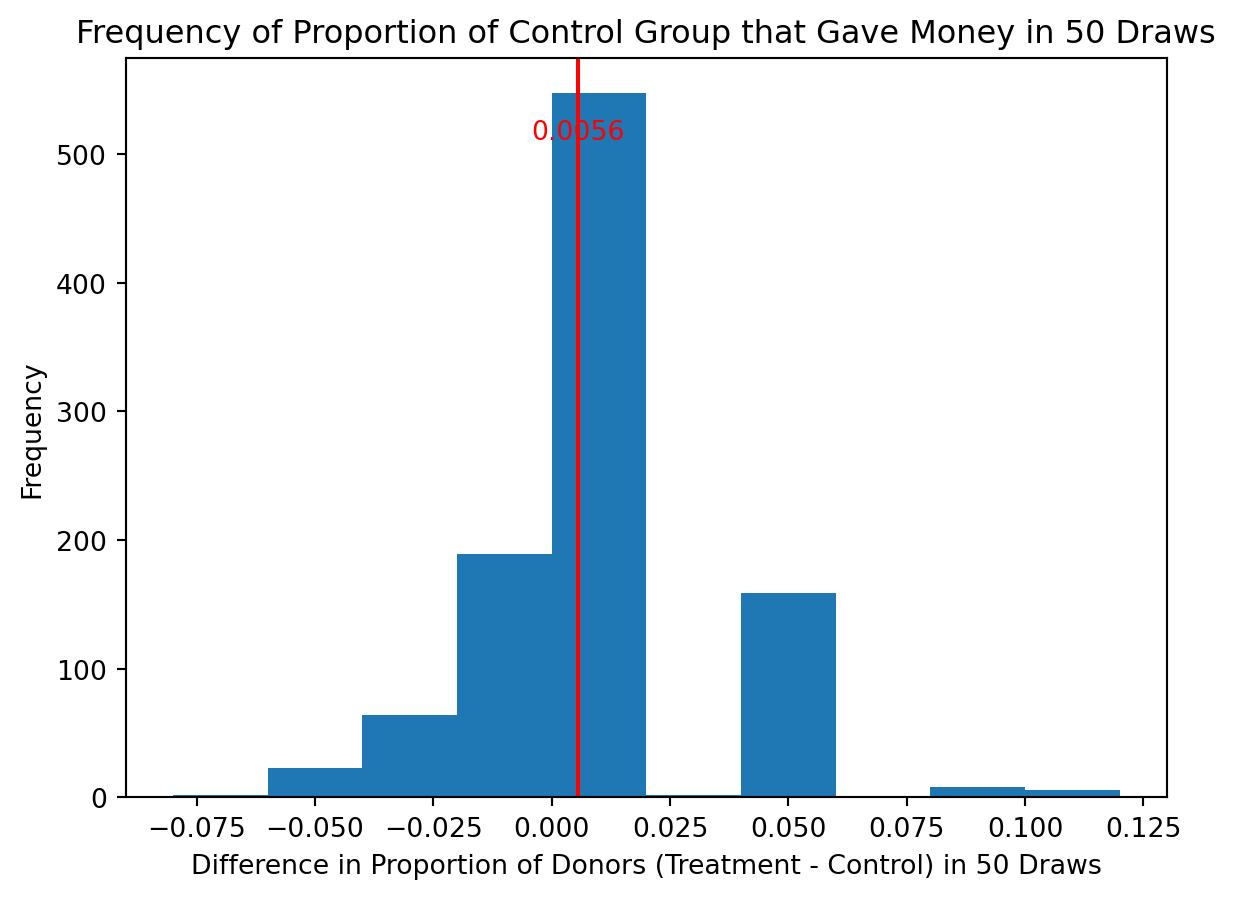 Frequency of Proportion of Control Group that Gave Money in 50 Draws
0.0056
500
400
300
200
100
0
Frequency
−0.075 −0.050 −0.025 0.000 0.025 0.050 0.075 0.100 0.125
Difference in Proportion of Donors (Treatment - Control) in 50 Draws